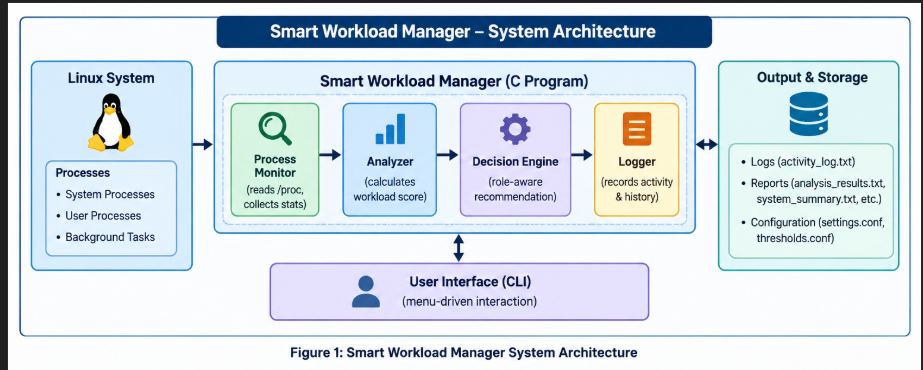 Smart Workload Manager – System Architecture
Linux System
Processes
• System Processes
• User Processes
• Background Tasks
Smart Workload Manager (C Program)
Process
Monitor
(reads /proc,
collects stats)
Analyzer
(calculates
workload score)
Decision Engine
(role-aware
recommendation)
Logger
(records activity
& history)
Output & Storage
• Logs (activity_log.txt)
• Reports (analysis_results.txt,
system_summary.txt, etc.)
• Configuration (settings.conf,
thresholds.conf)
User Interface (CLI)
(menu-driven interaction)
Figure 1: Smart Workload Manager System Architecture